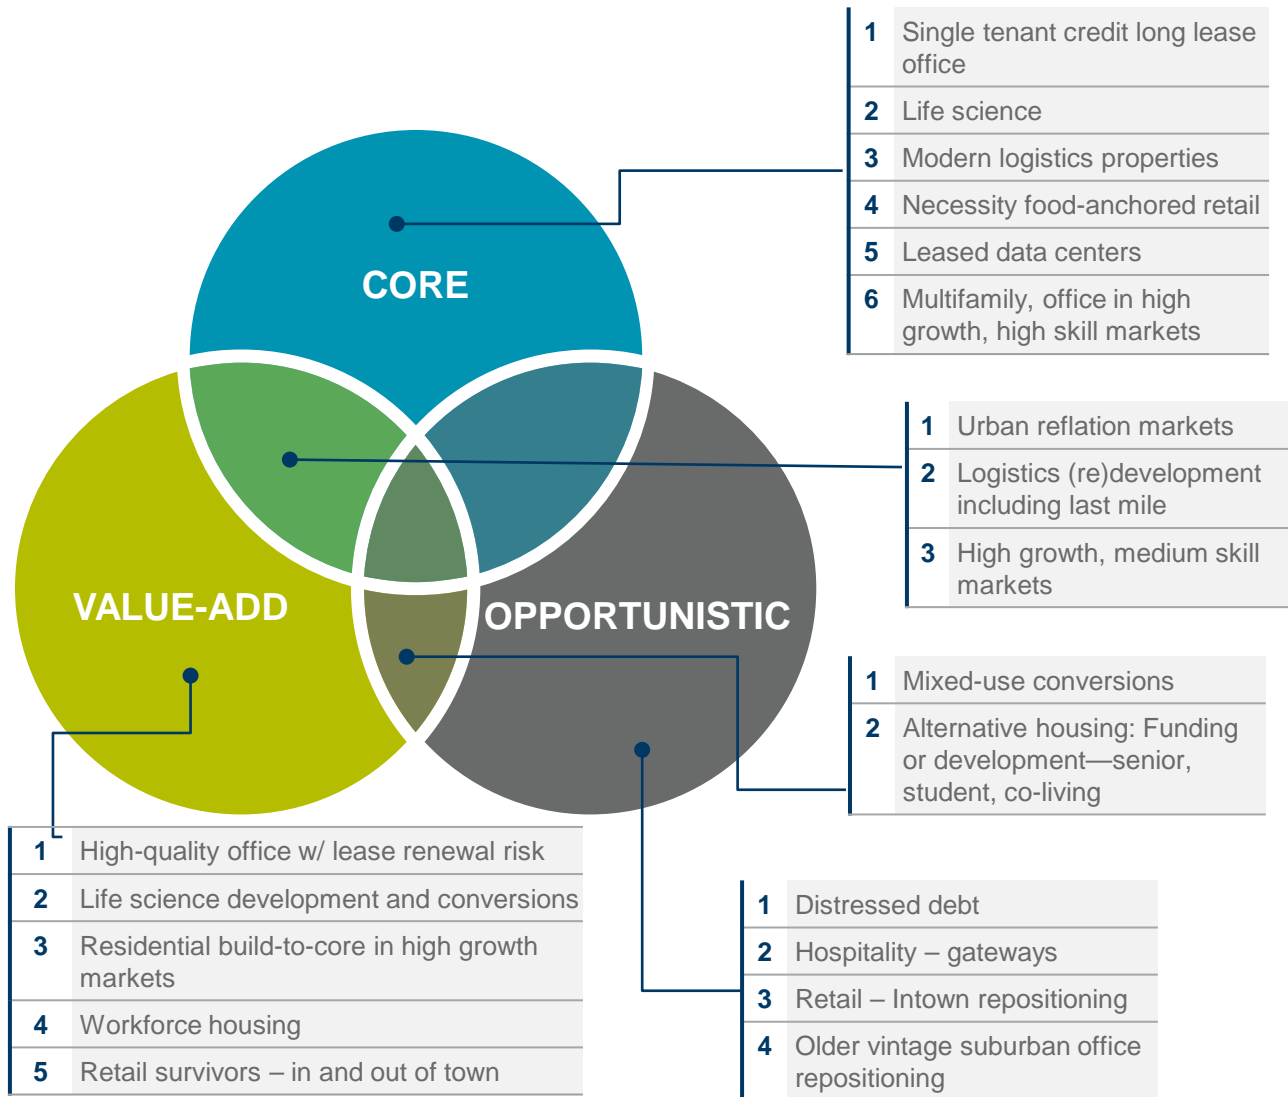 1 Single tenant credit long lease
office
2 Life science
3 Modern logistics properties
4 Necessity food-anchored retail
5 Leased data centers
6 Multifamily, office in high
growth, high skill markets
CORE
1 Urban reflation markets
2 Logistics (re)development
including last mile
3 High growth, medium skill
markets
VALUE-ADD
OPPORTUNISTIC
1 Mixed-use conversions
2 Alternative housing: Funding
or development—senior,
student, co-living
1 High-quality office w/ lease renewal risk
2 Life science development and conversions
3 Residential build-to-core in high growth
markets
4 Workforce housing
5 Retail survivors – in and out of town
1 Distressed debt
2 Hospitality – gateways
3 Retail – Intown repositioning
4 Older vintage suburban office
repositioning